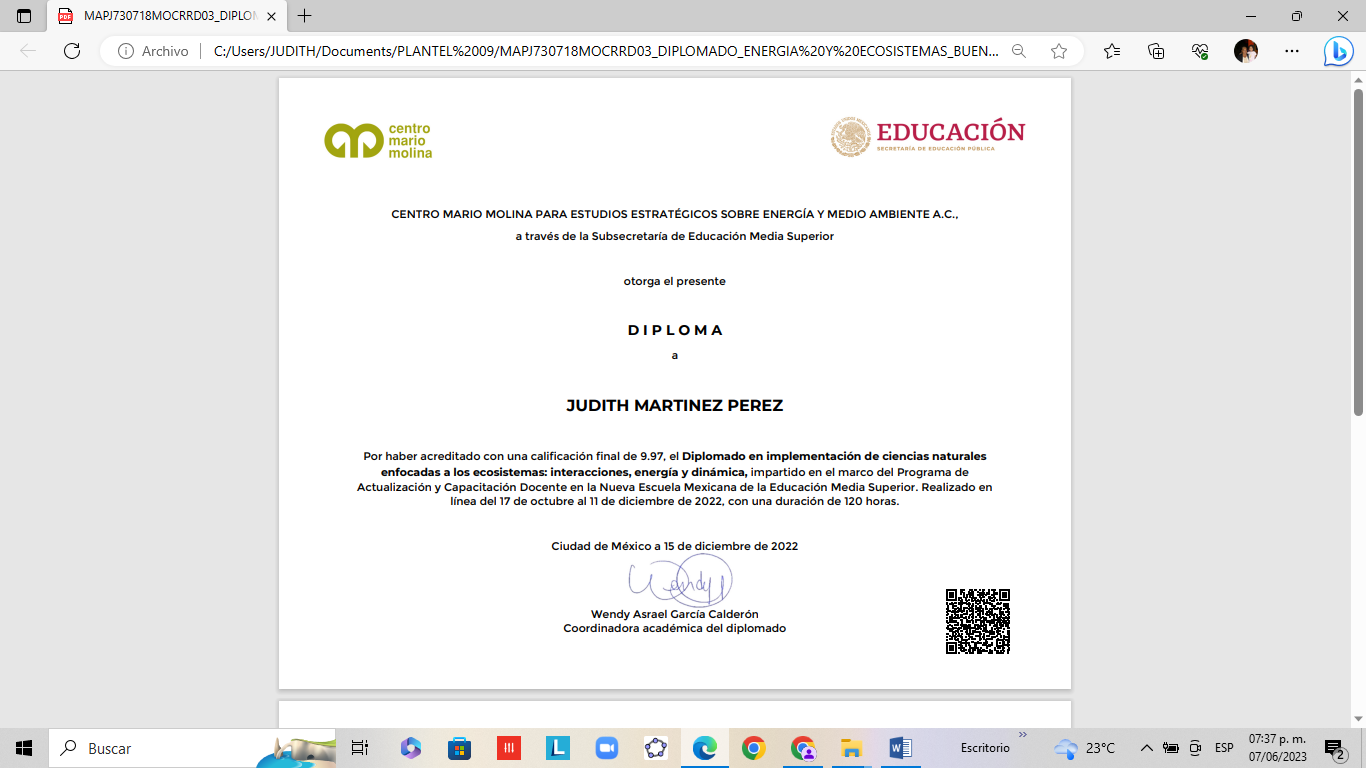 MAPJ730718MOCRRD03_DIPLOM
Archivo
C:/Users/JUDITH/Documents/PLANTEL%2009/MAPJ730718MOCRRD03_DIPLOMADO_ENERGIA%20Y%20ECOSISTEMAS_BUEN...
centro
mario
molina
EDUCACIÓN
SECRETARÍA DE EDUCACIÓN PÚBLICA
CENTRO MARIO MOLINA PARA ESTUDIOS ESTRATÉGICOS SOBRE ENERGÍA Y MEDIO AMBIENTE A.C.,
a través de la Subsecretaría de Educación Media Superior
otorga el presente
DIPLOMA
a
JUDITH MARTINEZ PEREZ
Por haber acreditado con una calificación final de 9.97, el Diplomado en implementación de ciencias naturales
enfocadas a los ecosistemas: interacciones, energía y dinámica, impartido en el marco del Programa de
Actualización y Capacitación Docente en la Nueva Escuela Mexicana de la Educación Media Superior. Realizado en
línea del 17 de octubre al 11 de diciembre de 2022, con una duración de 120 horas.
Ciudad de México a 15 de diciembre de 2022
Wendy
Wendy Asrael García Calderón
Coordinadora académica del diplomado
Buscar
Escritorio
23°C
ESP
07:37 p. m.
07/06/2023
2